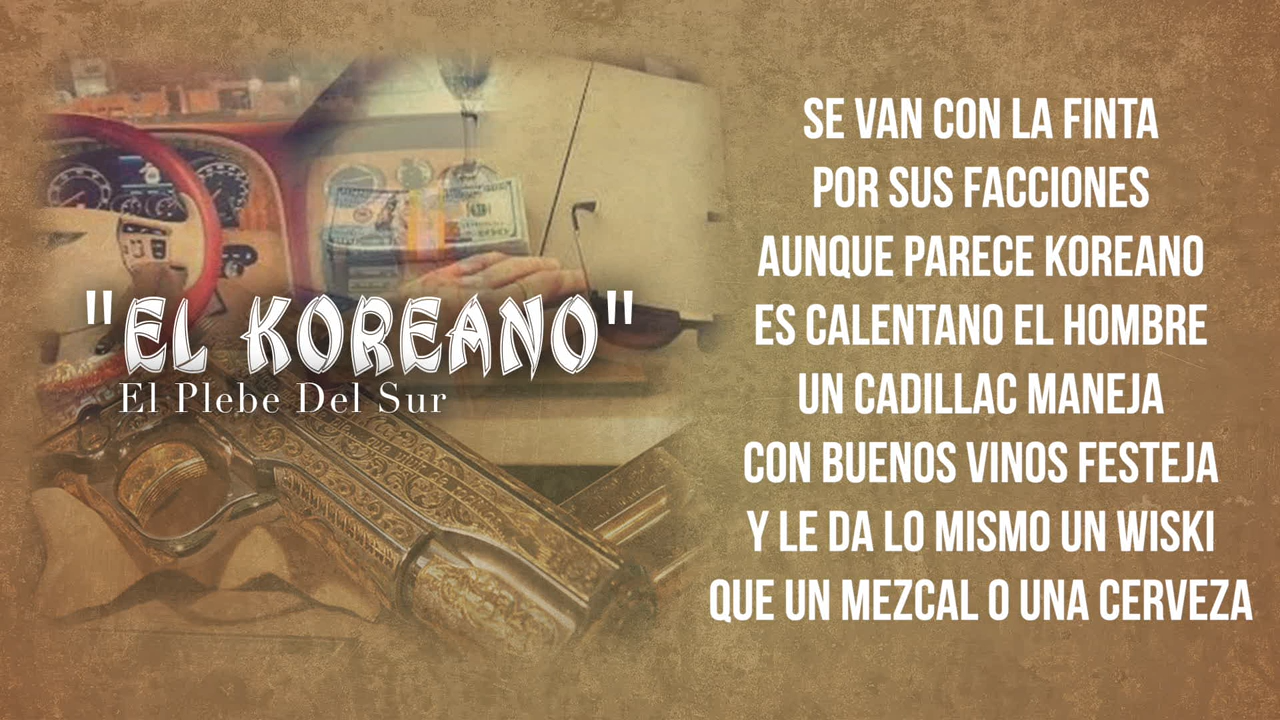 "EL KOREANO"
El Plebe Del Sur
SE VAN CON LA FINTA
POR SUS FACCIONES
AUNQUE PARECE KOREANO
ES CALENTANO EL HOMBRE
UN CADILLAC MANEJA
CON BUENOS VINOS FESTEJA
Y LE DA LO MISMO UN WISKI
QUE UN MEZCAL O UNA CERVEZA